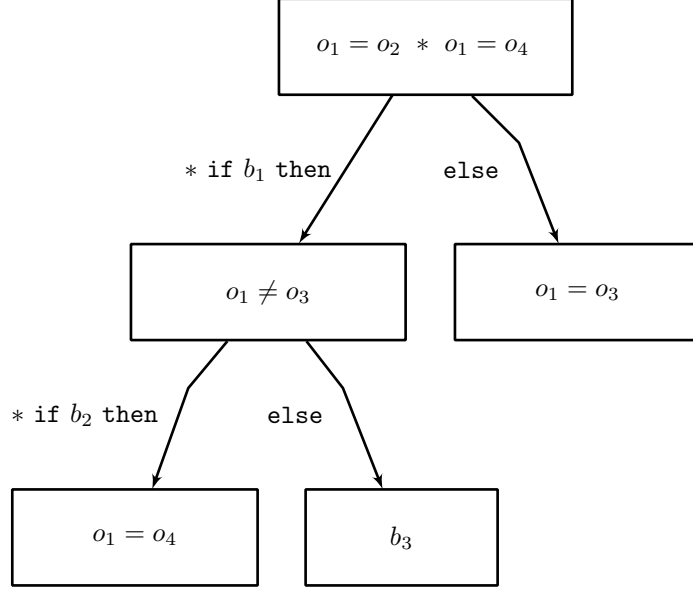 o₁ = o₂ * o₁ = o₄
* if b₁ then
else
o₁ ≠ o₃
o₁ = o₃
* if b₂ then
else
o₁ = o₄
b₃